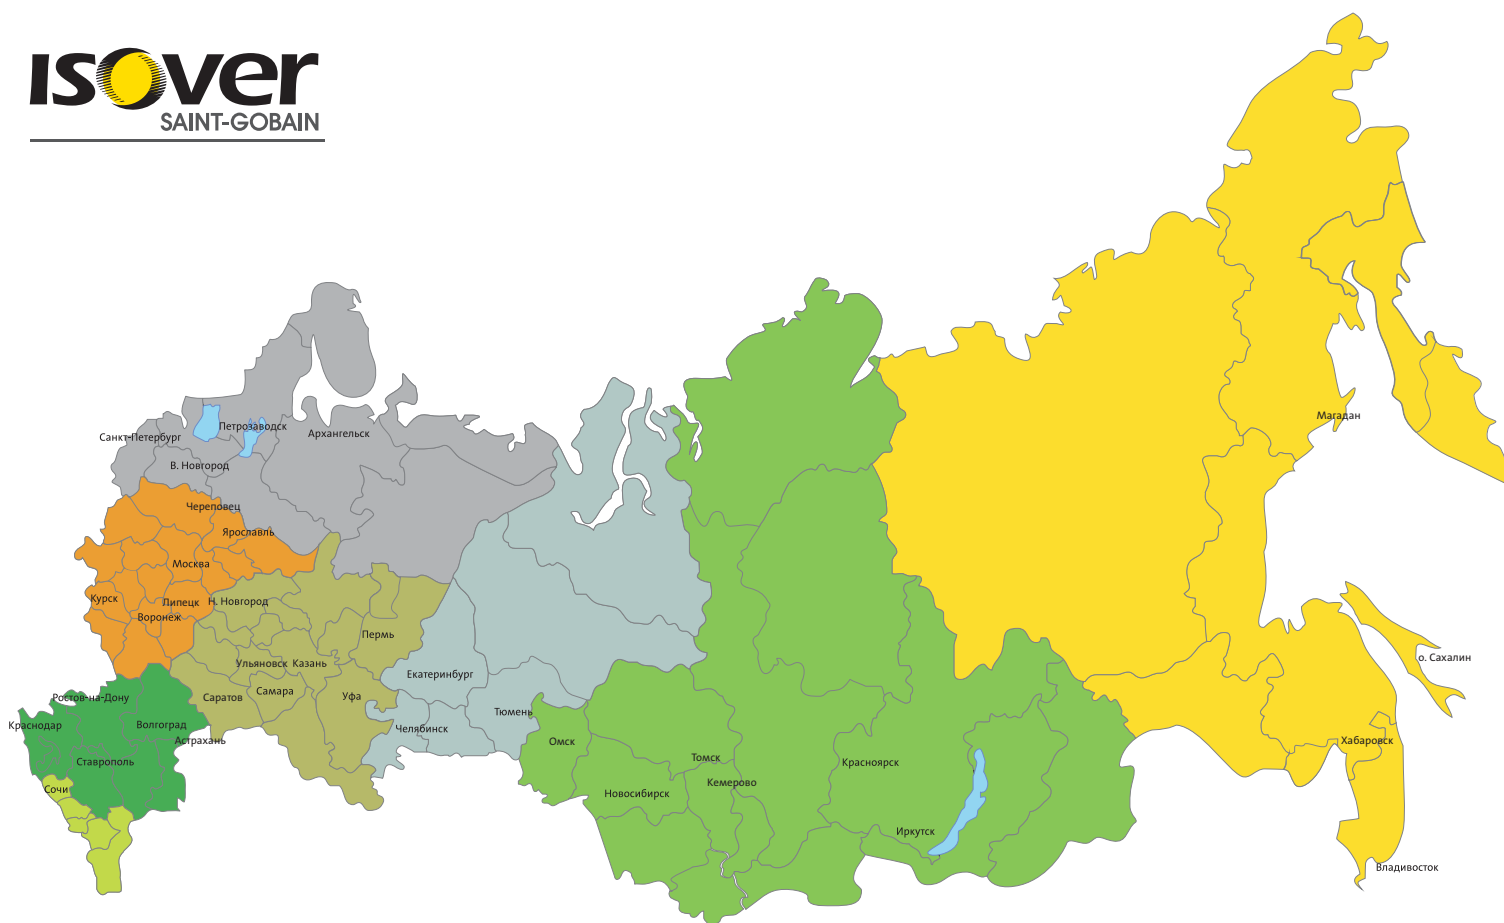 ISOVER
SAINT-GOBAIN
Магадан
Санкт-Петербург
Петрозаводск
Архангельск
В. Новгород
Череповец
Ярославль
Москва
Курск
Липецк
Н. Новгород
Воронеж
Пермь
Ульяновск
Казань
Екатеринбург
о. Сахалин
Ростов-на-Дону
Саратов
Самара
Уфа
Тюмень
Краснодар
Волгоград
Челябинск
Астрахань
Омск
Хабаровск
Ставрополь
Томск
Красноярск
Сочи
Новосибирск
Кемерово
Иркутск
Владивосток